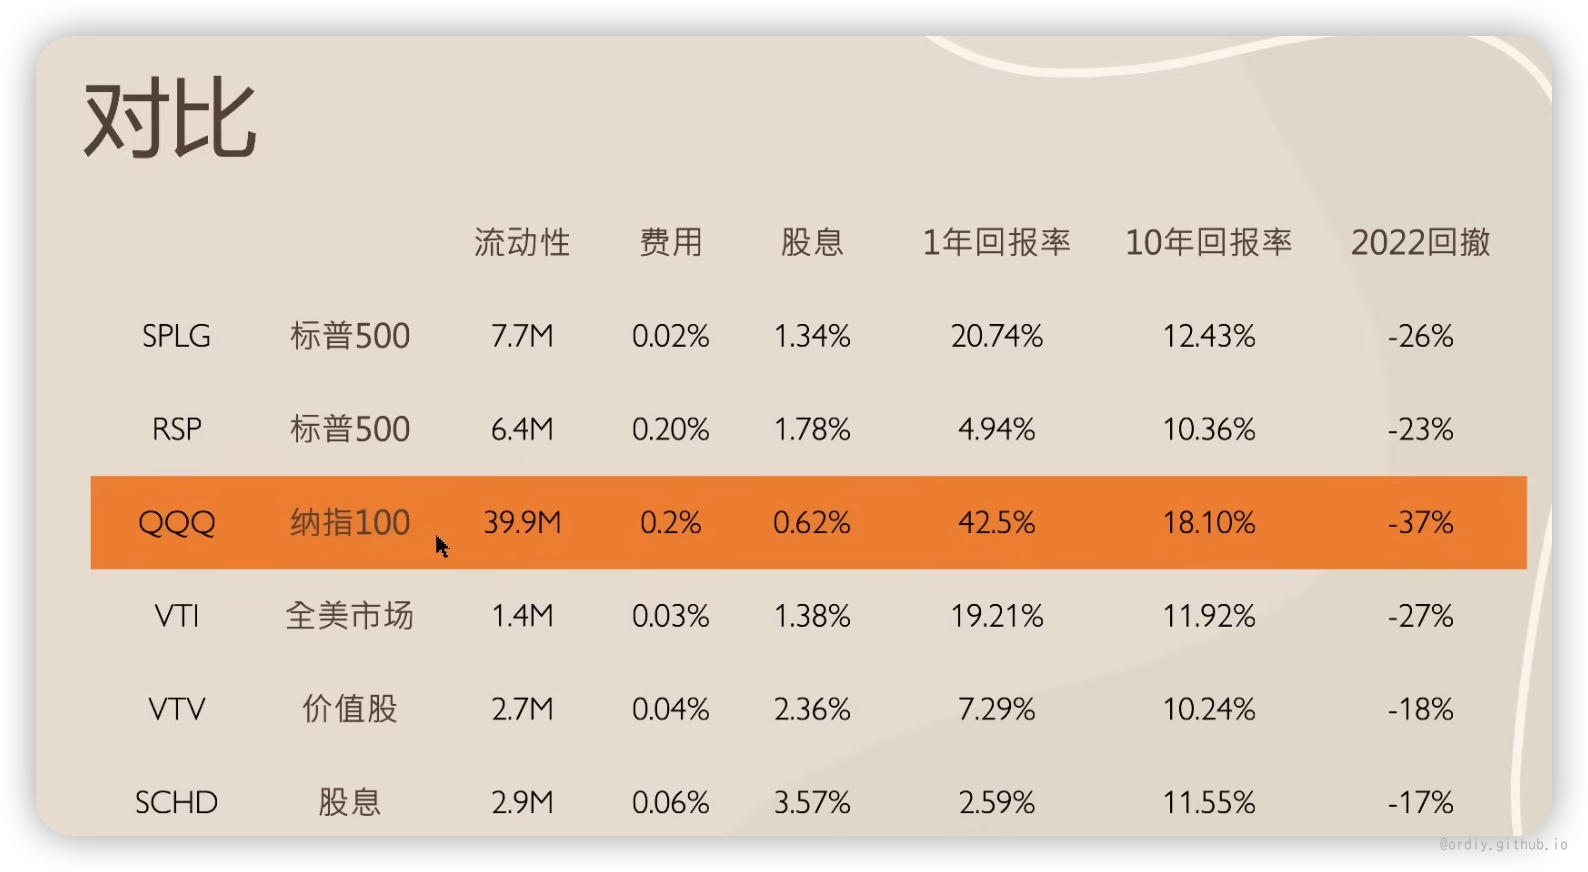 对比
流动性 费用 股息 1年回报率 10年回报率 2022回撤
SPLG 标普500 7.7M 0.02% 1.34% 20.74% 12.43% -26%
RSP 标普500 6.4M 0.20% 1.78% 4.94% 10.36% -23%
QQQ 纳指100 39.9M 0.2% 0.62% 42.5% 18.10% -37%
VTI 全美市场 1.4M 0.03% 1.38% 19.21% 11.92% -27%
VTV 价值股 2.7M 0.04% 2.36% 7.29% 10.24% -18%
SCHD 股息 2.9M 0.06% 3.57% 2.59% 11.55% -17%
@ordiy.github.io